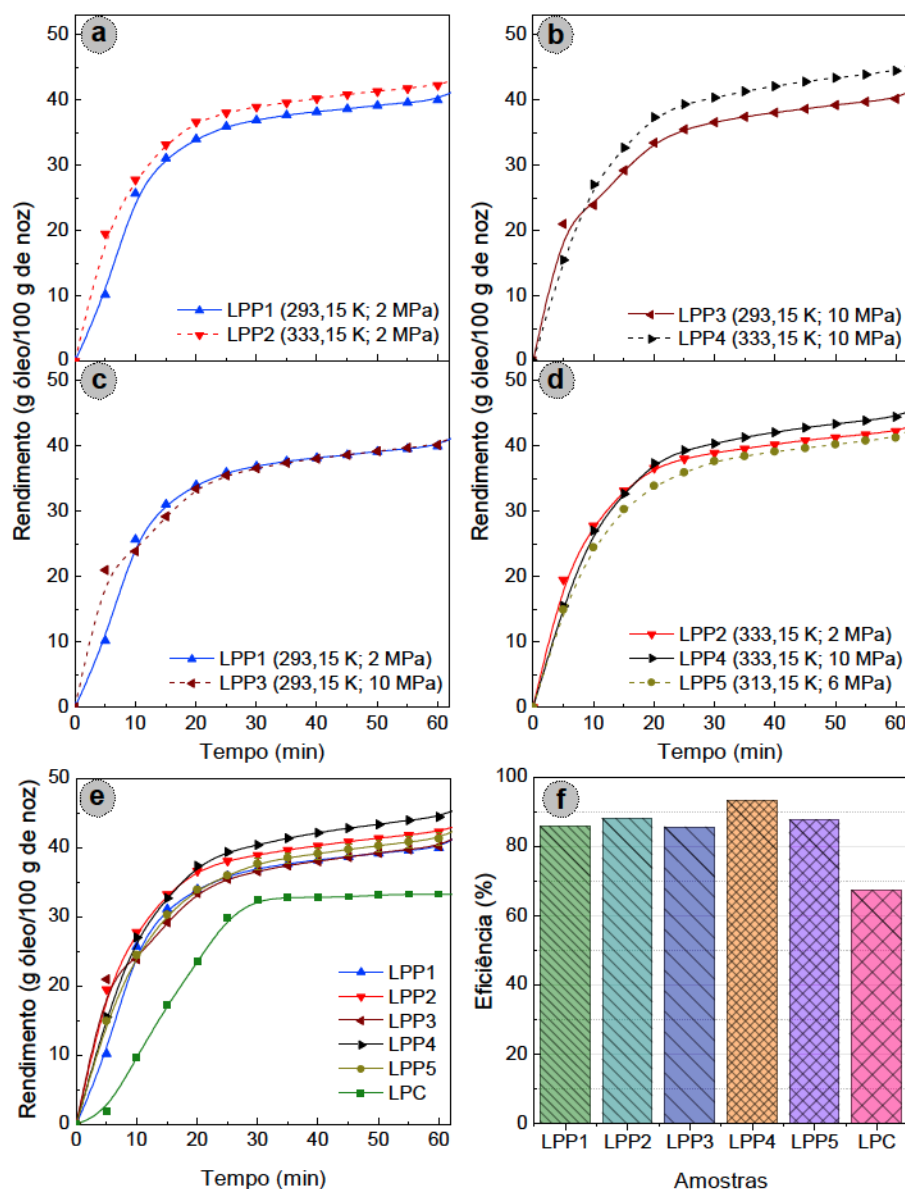 a
50
40
30
20
10
0
Rendimento (g óleo/100 g de noz)
LPP1 (293,15 K; 2 MPa)
LPP2 (333,15 K; 2 MPa)
b
50
40
30
20
10
0
Rendimento (g óleo/100 g de noz)
LPP3 (293,15 K; 10 MPa)
LPP4 (333,15 K; 10 MPa)
c
50
40
30
20
10
0
LPP1 (293,15 K; 2 MPa)
LPP3 (293,15 K; 10 MPa)
0 10 20 30 40 50 60
Tempo (min)
d
50
40
30
20
10
0
LPP2 (333,15 K; 2 MPa)
LPP4 (333,15 K; 10 MPa)
LPP5 (313,15 K; 6 MPa)
0 10 20 30 40 50 60
Tempo (min)
e
50
40
30
20
10
0
Rendimento (g óleo/100 g de noz)
LPP1
LPP2
LPP3
LPP4
LPP5
LPC
0 10 20 30 40 50 60
Tempo (min)
f
100
80
60
40
20
0
Eficiência (%)
LPP1 LPP2 LPP3 LPP4 LPP5 LPC
Amostras